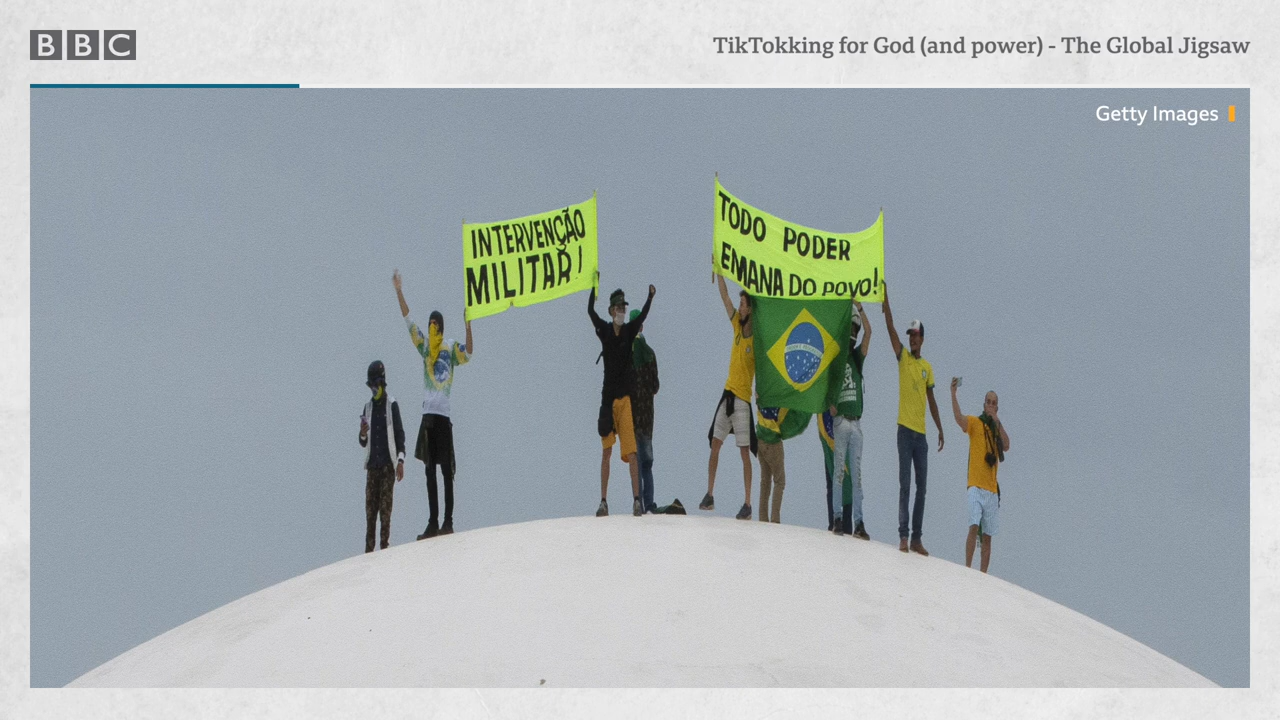 BBC
TikTokking for God (and power) - The Global Jigsaw
Getty Images
INTERVENÇÃO
MILITAR!
TODO PODER
EMANA DO POVO!